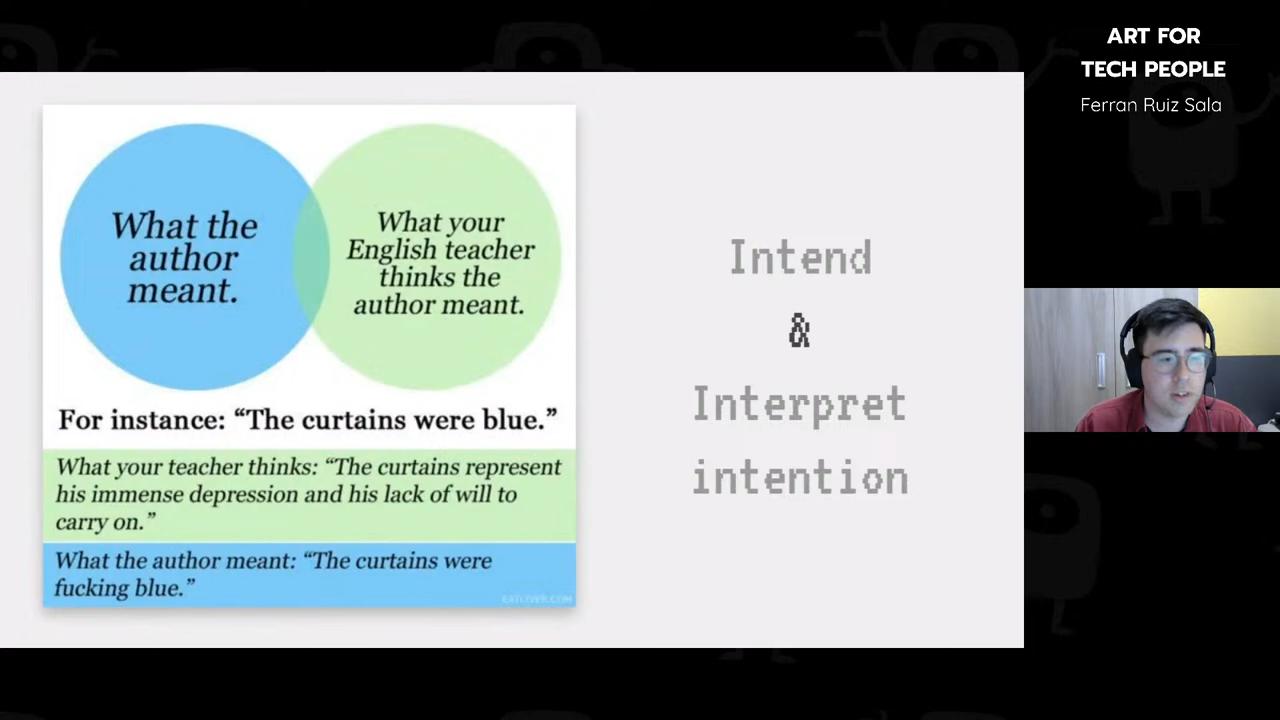 What the
author
meant.
What your
English teacher
thinks the
author meant.
For instance: “The curtains were blue.”
What your teacher thinks: “The curtains represent
his immense depression and his lack of will to
carry on.”
What the author meant: “The curtains were
fucking blue.”
EATLIVER.COM
Intend
&
Interpret
intention
ART FOR
TECH PEOPLE
Ferran Ruiz Sala